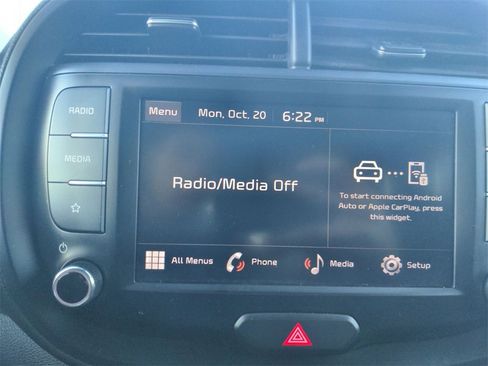 RADIO
MEDIA
Menu
Mon, Oct. 20
6:22 PM
Radio/Media Off
To start connecting Android
Auto or Apple CarPlay, press
this widget.
All Menus
Phone
Media
Setup